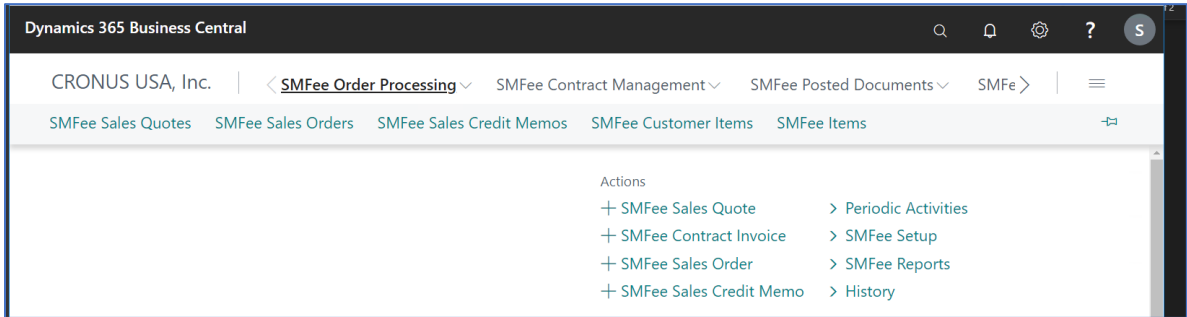 Dynamics 365 Business Central ? S
CRONUS USA, Inc. SMFee Order Processing SMFee Contract Management SMFee Posted Documents SMFe
SMFee Sales Quotes SMFee Sales Orders SMFee Sales Credit Memos SMFee Customer Items SMFee Items
Actions
+ SMFee Sales Quote > Periodic Activities
+ SMFee Contract Invoice > SMFee Setup
+ SMFee Sales Order > SMFee Reports
+ SMFee Sales Credit Memo > History